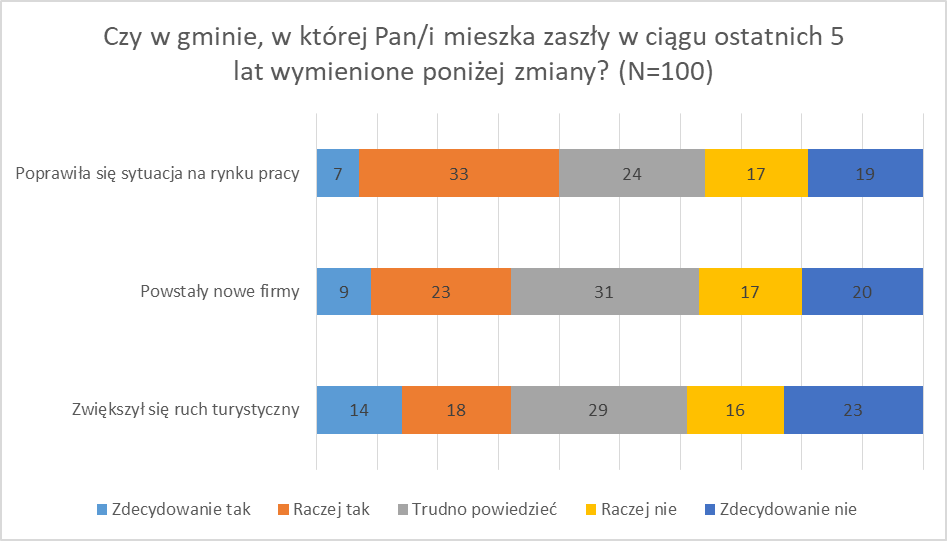 Czy w gminie, w której Pan/i mieszka zaszły w ciągu ostatnich 5
lat wymienione poniżej zmiany? (N=100)
Poprawiła się sytuacja na rynku pracy 7 33 24 17 19
Powstały nowe firmy 9 23 31 17 20
Zwiększył się ruch turystyczny 14 18 29 16 23
Zdecydowanie tak Raczej tak Trudno powiedzieć Raczej nie Zdecydowanie nie